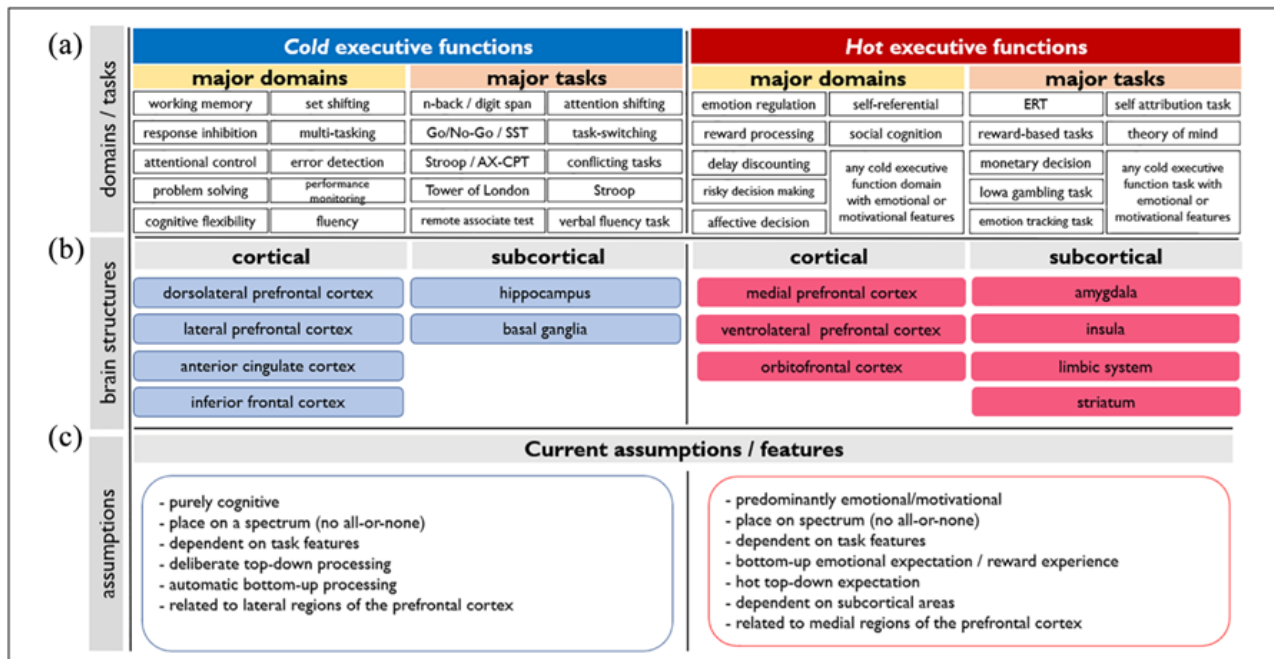 (a)
domains / tasks
Cold executive functions
Hot executive functions
major domains
major tasks
major domains
major tasks
working memory
set shifting
n-back / digit span
attention shifting
emotion regulation
self-referential
ERT
self attribution task
response inhibition
multi-tasking
Go/No-Go / SST
task-switching
reward processing
social cognition
reward-based tasks
theory of mind
attentional control
error detection
Stroop / AX-CPT
conflicting tasks
delay discounting
any cold executive
function domain
with emotional or
motivational features
monetary decision
any cold executive
function task with
emotional or
motivational features
problem solving
performance
monitoring
Tower of London
Stroop
risky decision making
Iowa gambling task
cognitive flexibility
fluency
remote associate test
verbal fluency task
affective decision
emotion tracking task
(b)
brain structures
cortical
subcortical
cortical
subcortical
dorsolateral prefrontal cortex
hippocampus
medial prefrontal cortex
amygdala
lateral prefrontal cortex
basal ganglia
ventrolateral prefrontal cortex
insula
anterior cingulate cortex
orbitofrontal cortex
limbic system
inferior frontal cortex
striatum
(c)
assumptions
Current assumptions / features
- purely cognitive
- place on a spectrum (no all-or-none)
- dependent on task features
- deliberate top-down processing
- automatic bottom-up processing
- related to lateral regions of the prefrontal cortex
- predominantly emotional/motivational
- place on spectrum (no all-or-none)
- dependent on task features
- bottom-up emotional expectation / reward experience
- hot top-down expectation
- dependent on subcortical areas
- related to medial regions of the prefrontal cortex